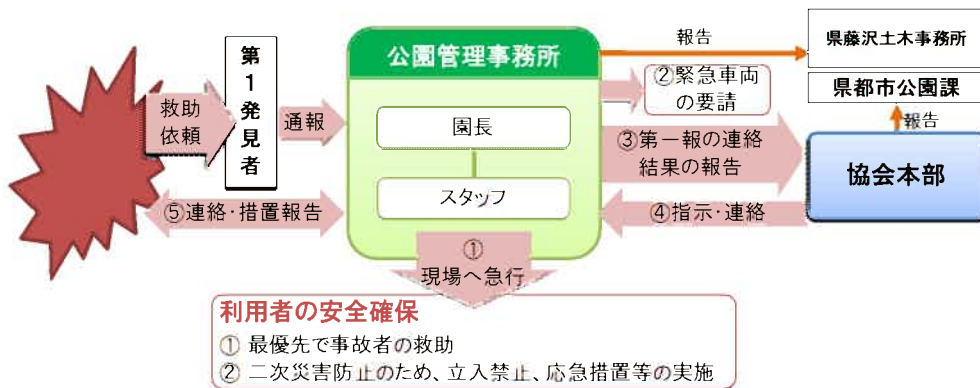 救助
依頼
第1発見者
通報
公園管理事務所
園長
スタッフ
報告
県藤沢土木事務所
②緊急車両
の要請
県都市公園課
報告
③第一報の連絡
結果の報告
協会本部
④指示・連絡
⑤連絡・措置報告
①
現場へ急行
利用者の安全確保
① 最優先で事故者の救助
② 二次災害防止のため、立入禁止、応急措置等の実施